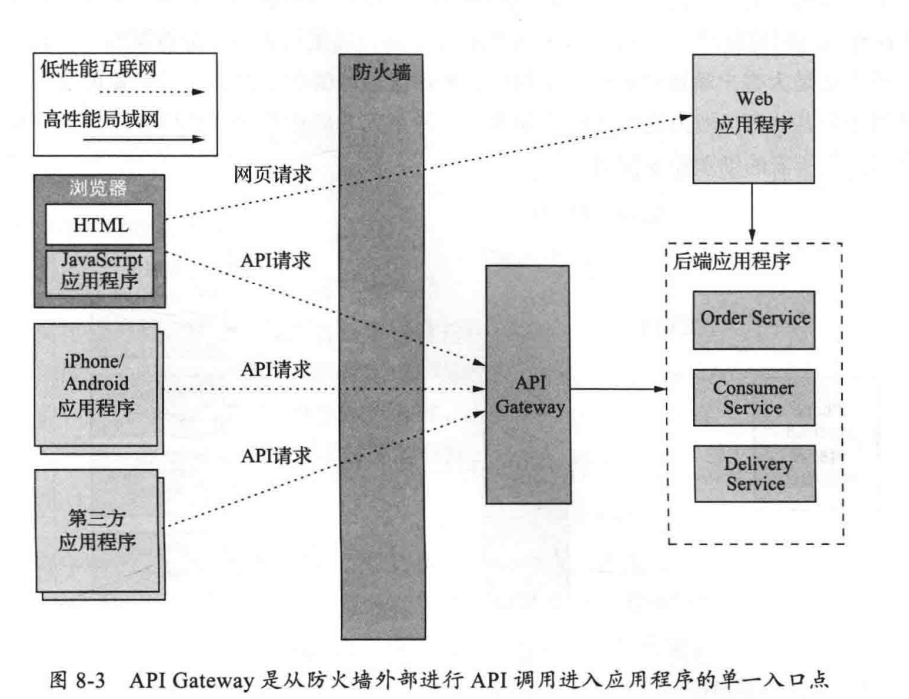 低性能互联网
高性能局域网
防火墙
Web
应用程序
网页请求
浏览器
HTML
JavaScript
应用程序
API请求
后端应用程序
Order Service
iPhone/
Android
应用程序
API请求
API
Gateway
Consumer
Service
API请求
Delivery
Service
第三方
应用程序
图 8-3 API Gateway 是从防火墙外部进行 API 调用进入应用程序的单一入口点